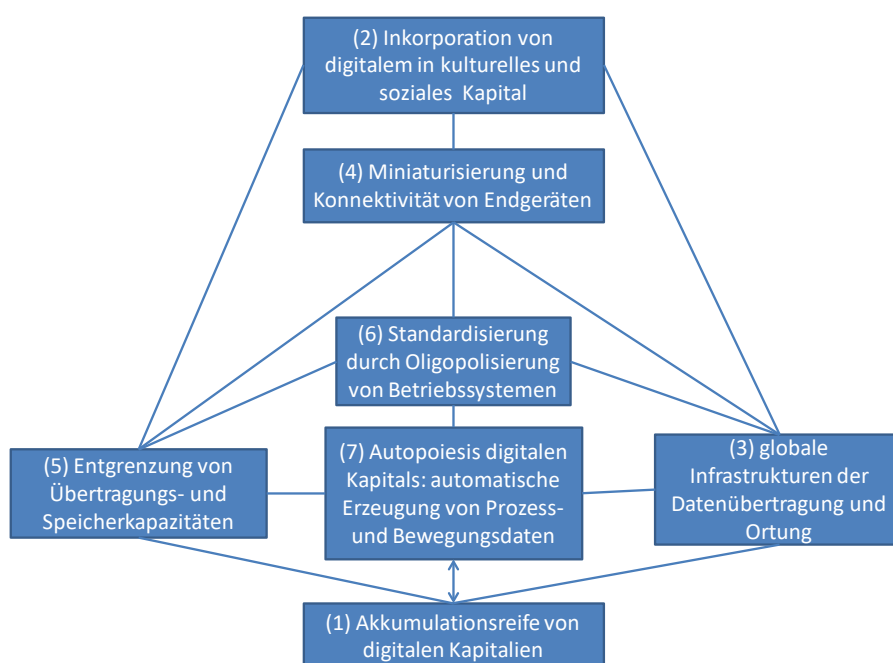 (2) Inkorporation von
digitalem in kulturelles und
soziales Kapital
(4) Miniaturisierung und
Konnektivität von Endgeräten
(6) Standardisierung
durch Oligopolisierung
von Betriebssystemen
(5) Entgrenzung von
Übertragungs- und
Speicherkapazitäten
(7) Autopoiesis digitalen
Kapitals: automatische
Erzeugung von Prozess-
und Bewegungsdaten
(3) globale
Infrastrukturen der
Datenübertragung und
Ortung
(1) Akkumulationsreife von
digitalen Kapitalien